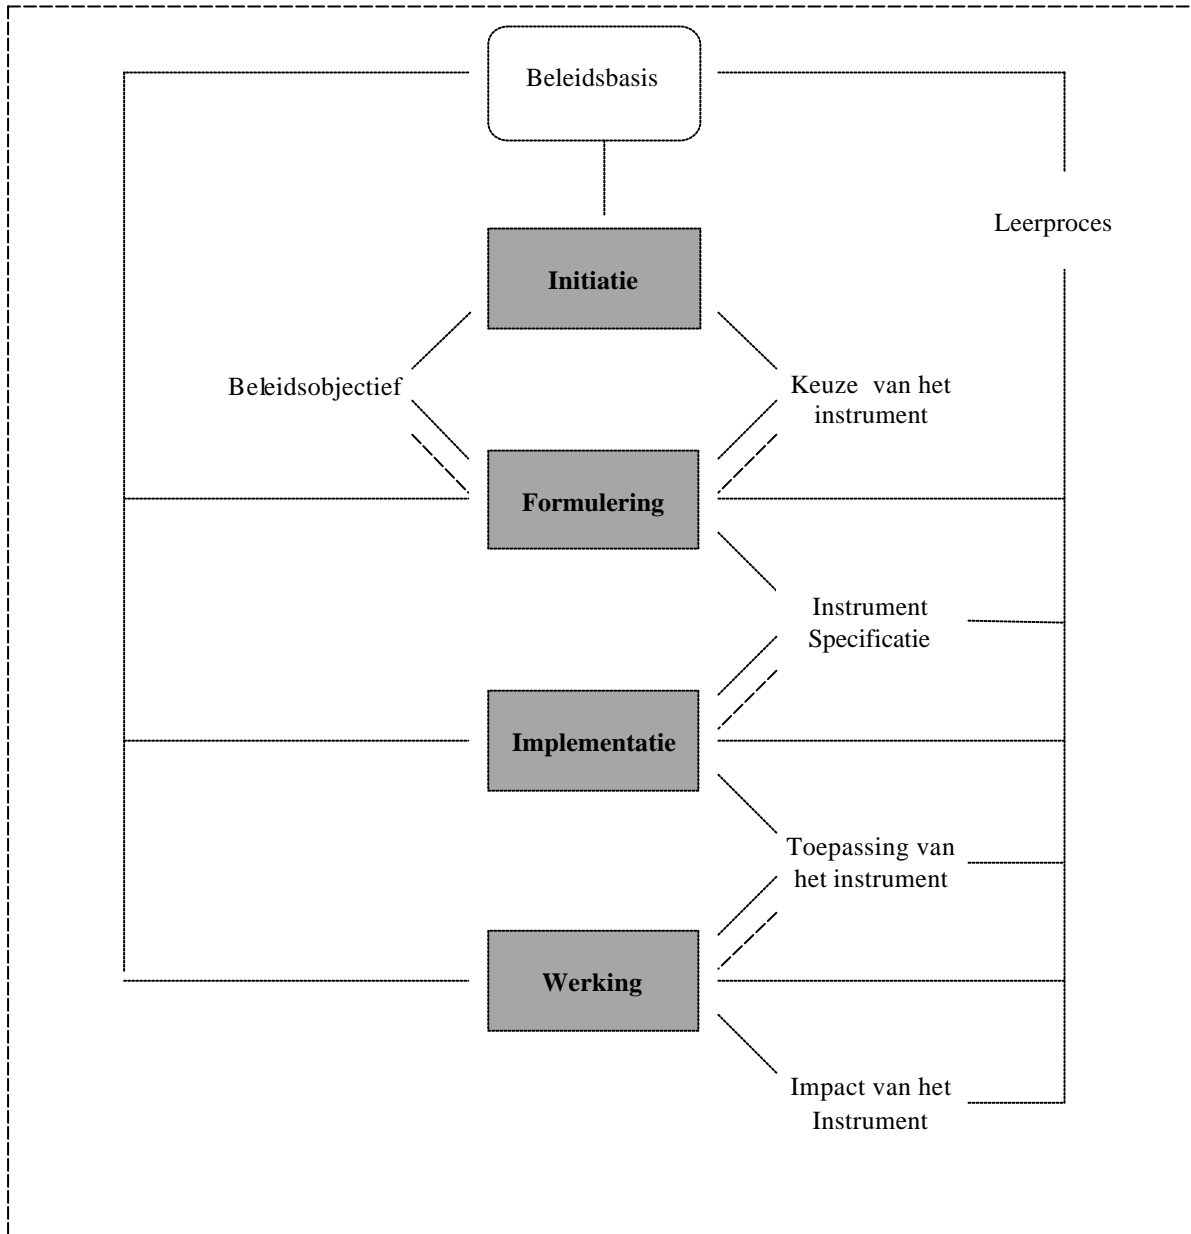 Beleidsbasis
Leerproces
Initiatie
Beleidsobjectief
Keuze van het
instrument
Formulering
Instrument
Specificatie
Implementatie
Toepassing van
het instrument
Werking
Impact van het
Instrument